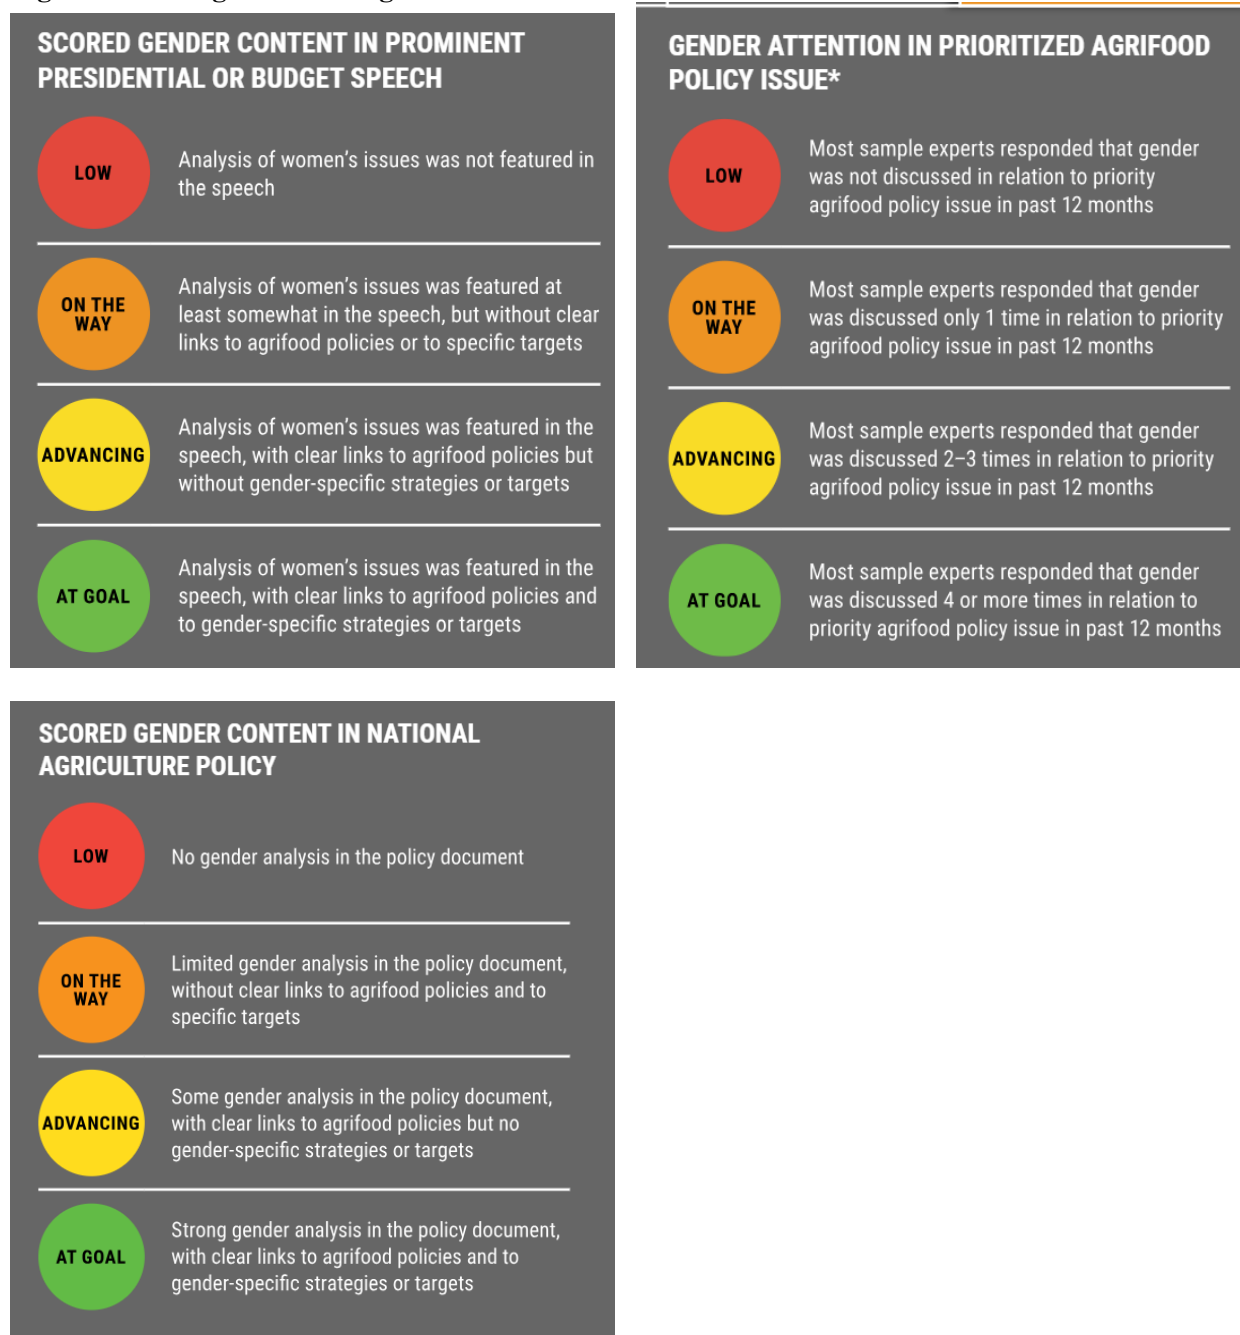 SCORED GENDER CONTENT IN PROMINENT
PRESIDENTIAL OR BUDGET SPEECH
LOW
Analysis of women’s issues was not featured in
the speech
ON THE
WAY
Analysis of women’s issues was featured at
least somewhat in the speech, but without clear
links to agrifood policies or to specific targets
ADVANCING
Analysis of women’s issues was featured in the
speech, with clear links to agrifood policies but
without gender-specific strategies or targets
AT GOAL
Analysis of women’s issues was featured in the
speech, with clear links to agrifood policies and
to gender-specific strategies or targets
GENDER ATTENTION IN PRIORITIZED AGRIFOOD
POLICY ISSUE*
LOW
Most sample experts responded that gender
was not discussed in relation to priority
agrifood policy issue in past 12 months
ON THE
WAY
Most sample experts responded that gender
was discussed only 1 time in relation to priority
agrifood policy issue in past 12 months
ADVANCING
Most sample experts responded that gender
was discussed 2–3 times in relation to priority
agrifood policy issue in past 12 months
AT GOAL
Most sample experts responded that gender
was discussed 4 or more times in relation to
priority agrifood policy issue in past 12 months
SCORED GENDER CONTENT IN NATIONAL
AGRICULTURE POLICY
LOW
No gender analysis in the policy document
ON THE
WAY
Limited gender analysis in the policy document,
without clear links to agrifood policies and to
specific targets
ADVANCING
Some gender analysis in the policy document,
with clear links to agrifood policies but no
gender-specific strategies or targets
AT GOAL
Strong gender analysis in the policy document,
with clear links to agrifood policies and to
gender-specific strategies or targets